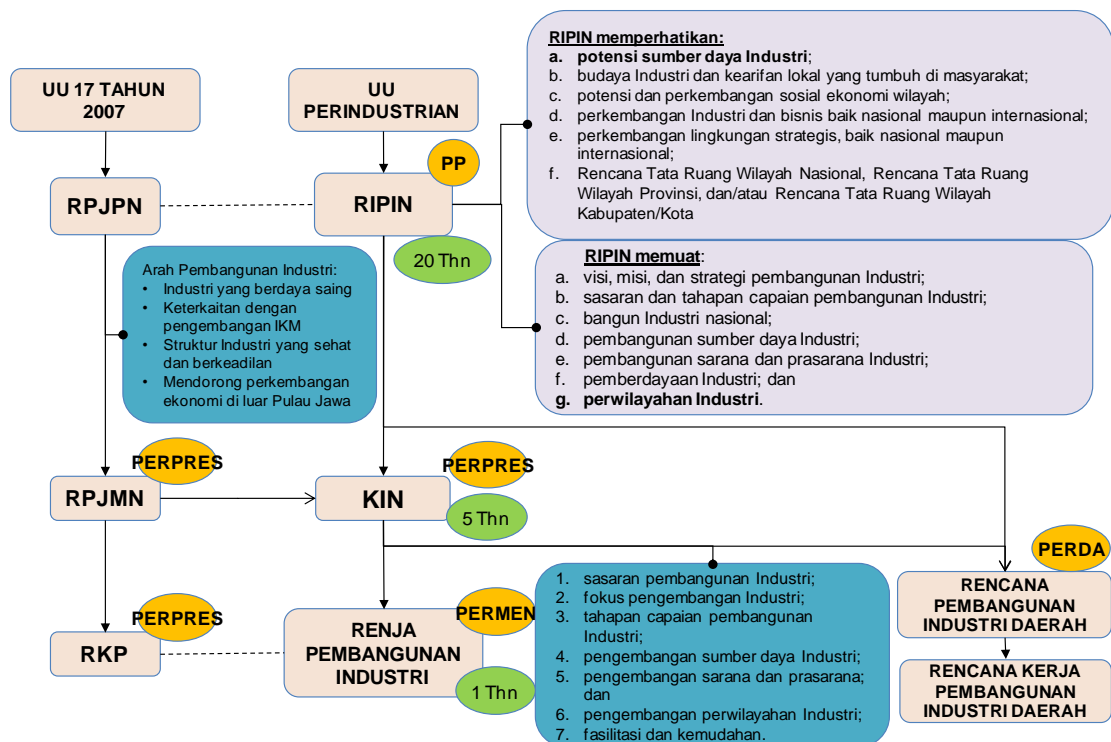 UU 17 TAHUN
2007
UU
PERINDUSTRIAN
PP
RPJPN
RIPIN
20 Thn
RIPIN memperhatikan:
a. potensi sumber daya Industri;
b. budaya Industri dan kearifan lokal yang tumbuh di masyarakat;
c. potensi dan perkembangan sosial ekonomi wilayah;
d. perkembangan Industri dan bisnis baik nasional maupun internasional;
e. perkembangan lingkungan strategis, baik nasional maupun
internasional;
f. Rencana Tata Ruang Wilayah Nasional, Rencana Tata Ruang
Wilayah Provinsi, dan/atau Rencana Tata Ruang Wilayah
Kabupaten/Kota
RIPIN memuat:
a. visi, misi, dan strategi pembangunan Industri;
b. sasaran dan tahapan capaian pembangunan Industri;
c. bangun Industri nasional;
d. pembangunan sumber daya Industri;
e. pembangunan sarana dan prasarana Industri;
f. pemberdayaan Industri; dan
g. perwilayahan Industri.
Arah Pembangunan Industri:
• Industri yang berdaya saing
• Keterkaitan dengan
pengembangan IKM
• Struktur Industri yang sehat
dan berkeadilan
• Mendorong perkembangan
ekonomi di luar Pulau Jawa
PERPRES
RPJMN
PERPRES
KIN
5 Thn
PERPRES
RKP
PERMEN
RENJA
PEMBANGUNAN
INDUSTRI
1 Thn
1. sasaran pembangunan Industri;
2. fokus pengembangan Industri;
3. tahapan capaian pembangunan
Industri;
4. pengembangan sumber daya Industri;
5. pengembangan sarana dan prasarana;
dan
6. pengembangan perwilayahan Industri;
7. fasilitasi dan kemudahan.
PERDA
RENCANA
PEMBANGUNAN
INDUSTRI DAERAH
RENCANA KERJA
PEMBANGUNAN
INDUSTRI DAERAH